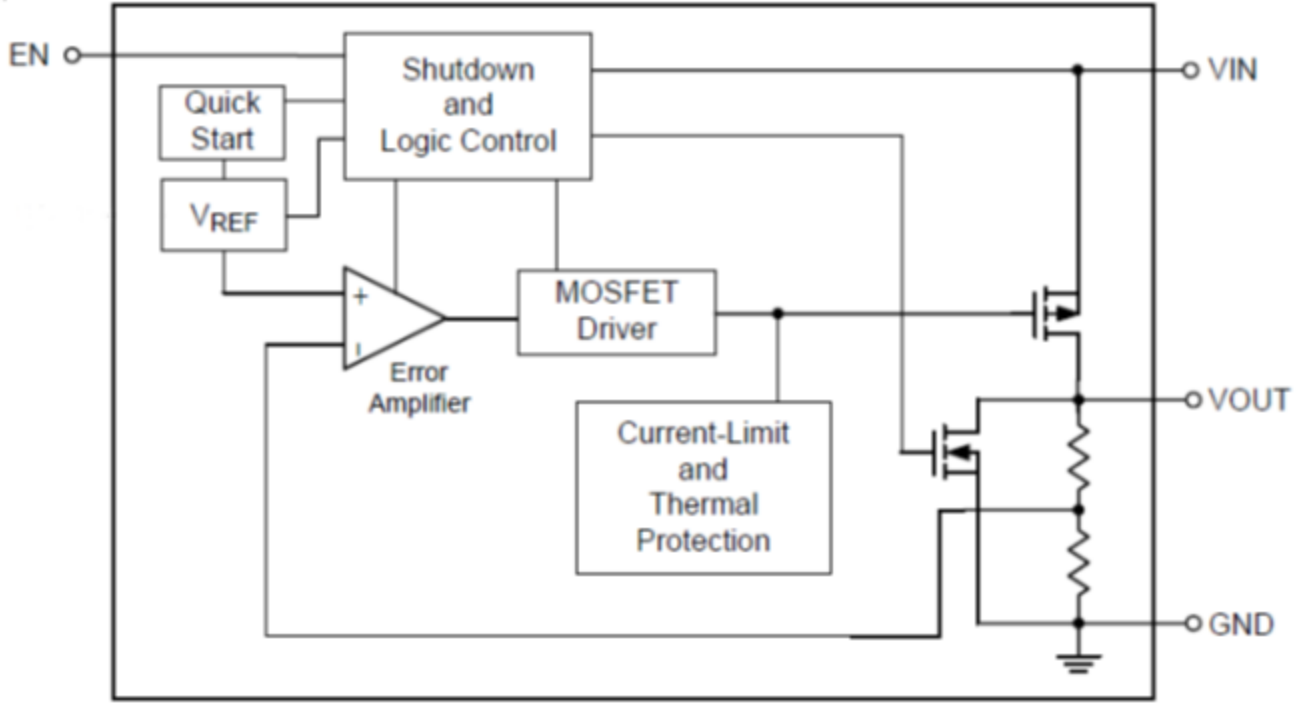 EN
Shutdown
and
Logic Control
VIN
Quick
Start
VREF
+
MOSFET
Driver
Error
Amplifier
VOUT
Current-Limit
and
Thermal
Protection
GND